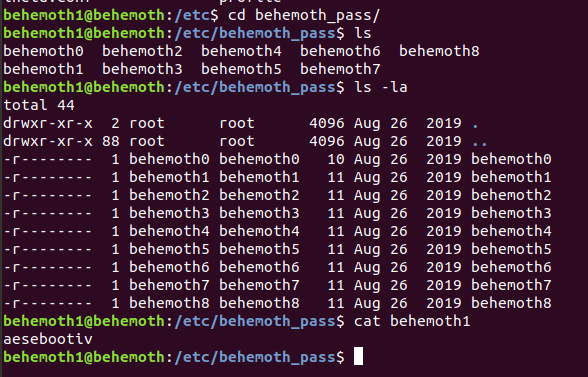 behemoth1@behemoth:/etc$ cd behemoth_pass/
behemoth1@behemoth:/etc/behemoth_pass$ ls
behemoth0  behemoth2  behemoth4  behemoth6  behemoth8
behemoth1  behemoth3  behemoth5  behemoth7
behemoth1@behemoth:/etc/behemoth_pass$ ls -la
total 44
drwxr-xr-x  2 root      root      4096 Aug 26  2019 .
drwxr-xr-x 88 root      root      4096 Aug 26  2019 ..
-r--------  1 behemoth0 behemoth0   10 Aug 26  2019 behemoth0
-r--------  1 behemoth1 behemoth1   11 Aug 26  2019 behemoth1
-r--------  1 behemoth2 behemoth2   11 Aug 26  2019 behemoth2
-r--------  1 behemoth3 behemoth3   11 Aug 26  2019 behemoth3
-r--------  1 behemoth4 behemoth4   11 Aug 26  2019 behemoth4
-r--------  1 behemoth5 behemoth5   11 Aug 26  2019 behemoth5
-r--------  1 behemoth6 behemoth6   11 Aug 26  2019 behemoth6
-r--------  1 behemoth7 behemoth7   11 Aug 26  2019 behemoth7
-r--------  1 behemoth8 behemoth8   11 Aug 26  2019 behemoth8
behemoth1@behemoth:/etc/behemoth_pass$ cat behemoth1
aesebootiv
behemoth1@behemoth:/etc/behemoth_pass$